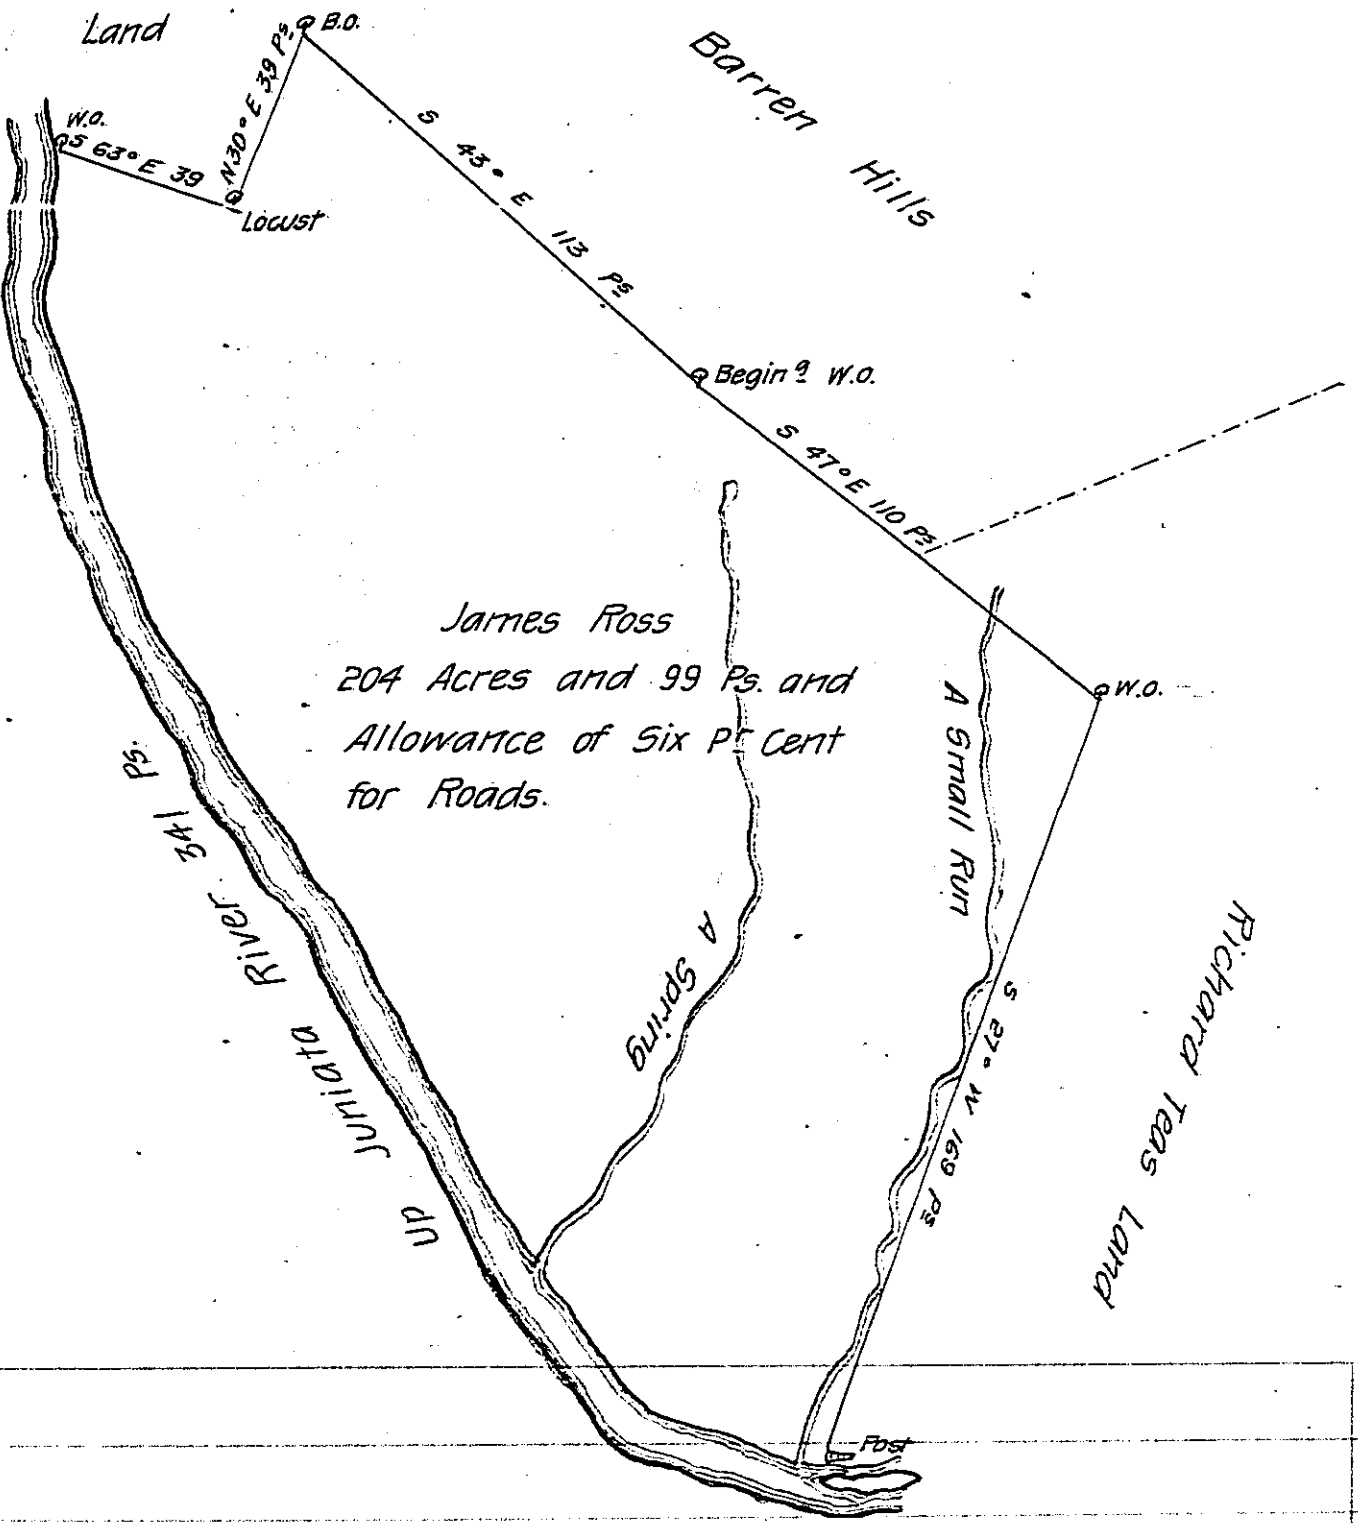 Land
B.O.
N 30° E 39 Ps
W.O.
S 63° E 39
Locust
S 43° E 113 Ps
Barren
Hills
Begin g W.O.
S 47° E 110 Ps
W.O.
James Ross
204 Acres and 99 Ps. and
Allowance of Six Pr Cent
for Roads.
A Small Run
A Spring
S 27° W 169 Ps
Richard Teas Land
Up Juniata River 341 Ps.
Post